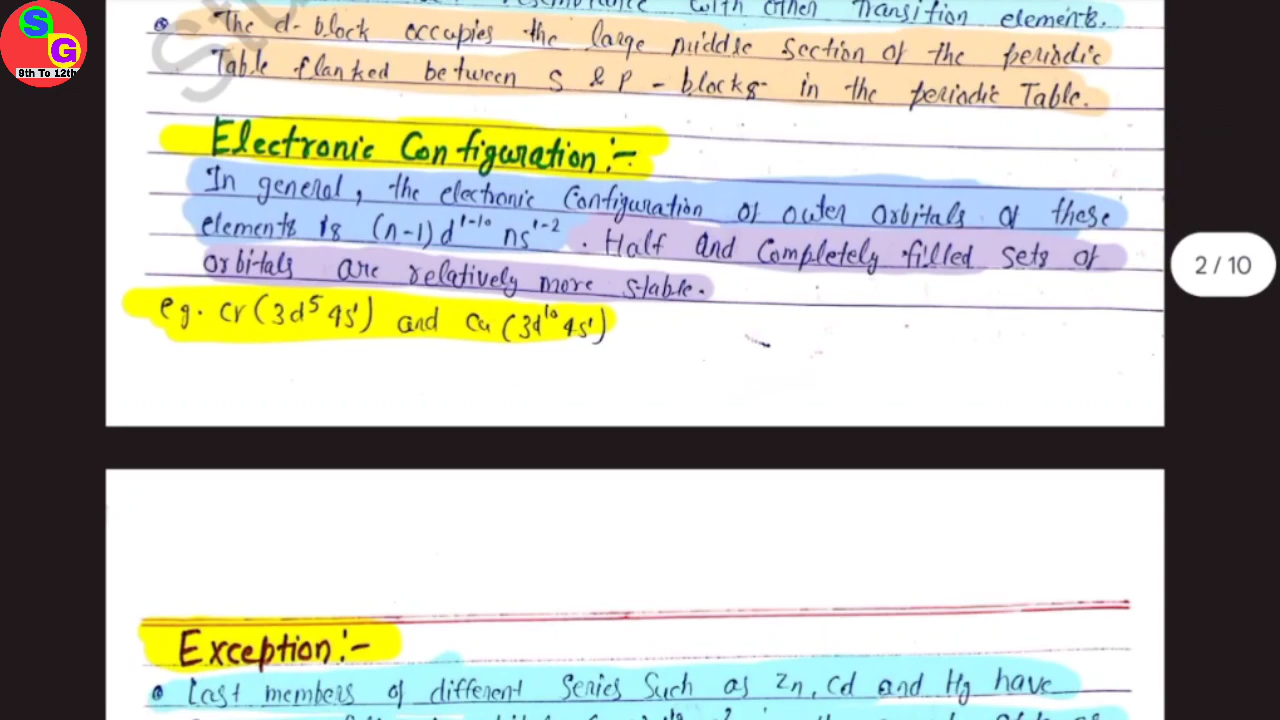 with other Transition elements.
The d-block occupies the large middle section of the periodic
Table flanked between S & P - blocks in the periodic Table.
Electronic Configuration:-
In general, the electronic Configuration of outer orbitals of these
elements is (n-1)d¹⁻¹⁰ ns¹⁻². Half and Completely filled sets of
orbitals are relatively more stable.
eg. Cr (3d⁵ 4s¹) and Cu (3d¹⁰ 4s¹)
2 / 10
Exception:-
Last members of different Series Such as Zn, Cd and Hg have
S
G
9th To 12th